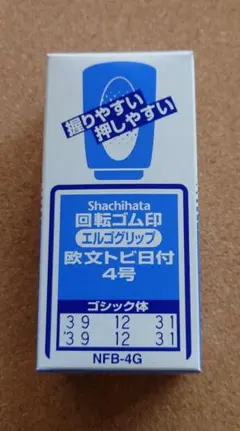 握りやすい
押しやすい
Shachihata
回転ゴム印
エルゴグリップ
欧文トビ日付
4号
ゴシック体
39 12 31
'39 12 31
NFB-4G